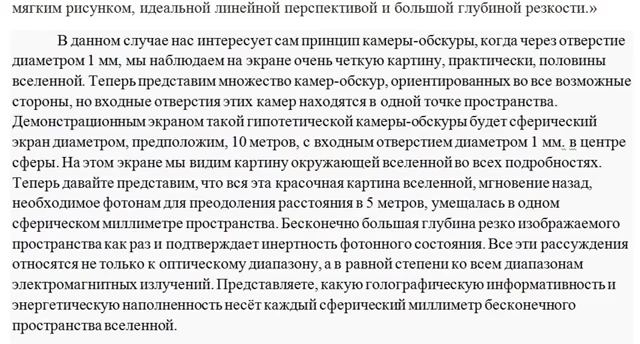 мягким рисунком, идеальной линейной перспективой и большой глубиной резкости.»
В данном случае нас интересует сам принцип камеры-обскуры, когда через отверстие
диаметром 1 мм, мы наблюдаем на экране очень четкую картину, практически, половины
вселенной. Теперь представим множество камер-обскур, ориентированных во все возможные
стороны, но входные отверстия этих камер находятся в одной точке пространства.
Демонстрационным экраном такой гипотетической камеры-обскуры будет сферический
экран диаметром, предположим, 10 метров, с входным отверстием диаметром 1 мм. в центре
сферы. На этом экране мы видим картину окружающей вселенной во всех подробностях.
Теперь давайте представим, что вся эта красочная картина вселенной, мгновение назад,
необходимое фотонам для преодоления расстояния в 5 метров, умещалась в одном
сферическом миллиметре пространства. Бесконечно большая глубина резко изображаемого
пространства как раз и подтверждает инертность фотонного состояния. Все эти рассуждения
относятся не только к оптическому диапазону, а в равной степени ко всем диапазонам
электромагнитных излучений. Представляете, какую голографическую информативность и
энергетическую наполненность несёт каждый сферический миллиметр бесконечного
пространства вселенной.